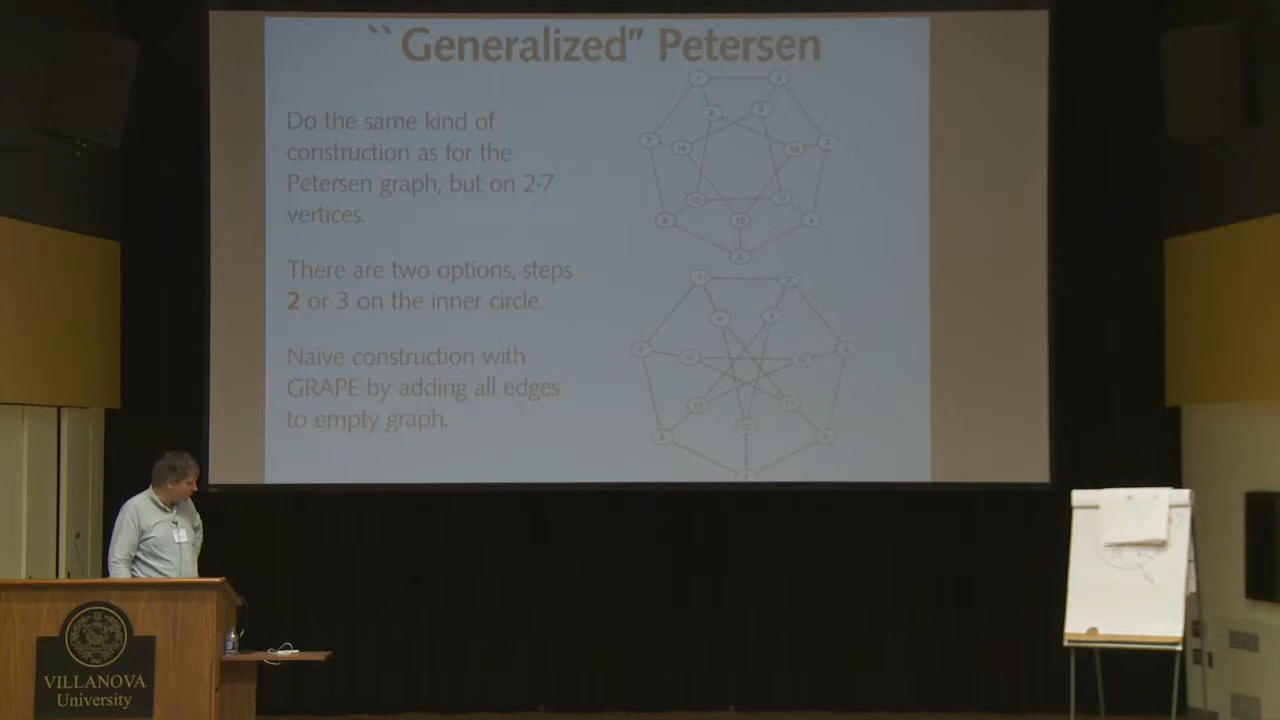 ``Generalized" Petersen
Do the same kind of
construction as for the
Petersen graph, but on 2·7
vertices.
There are two options, steps
2 or 3 on the inner circle.
Naive construction with
GRAPE by adding all edges
to empty graph.
VILLANOVA
University